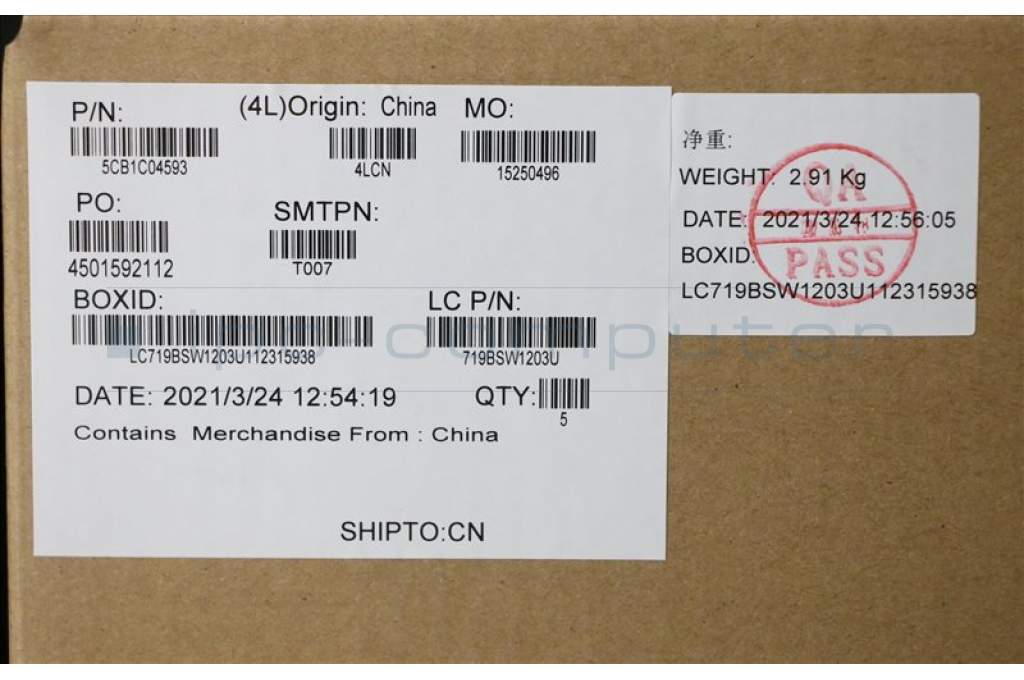 P/N: (4L)Origin: China MO:
5CB1C04593 4LCN 15250496
PO: SMTPN:
4501592112 T007
BOXID: LC P/N:
LC719BSW1203U112315938 719BSW1203U
DATE: 2021/3/24 12:54:19 QTY:
5
Contains Merchandise From : China
SHIPTO:CN
净重:
WEIGHT: 2.91 Kg
DATE: 2021/3/24 12:56:05
BOXID:
LC719BSW1203U112315938
QA
PASS
ipc-computer